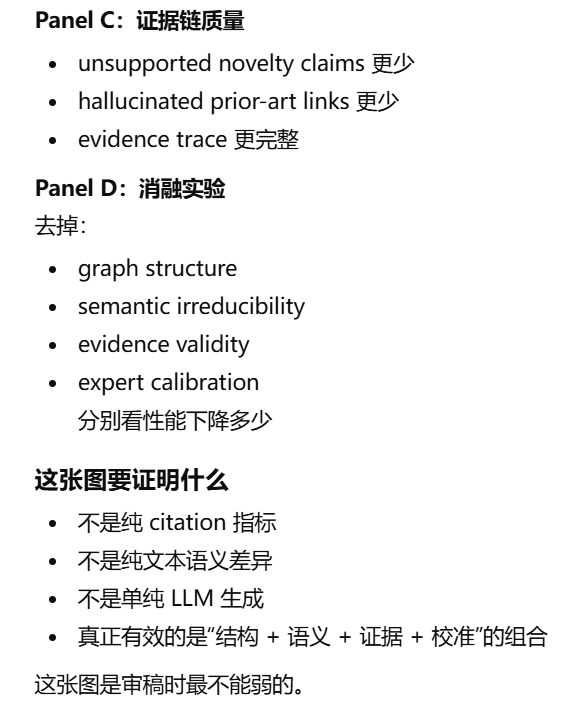 Panel C：证据链质量
• unsupported novelty claims 更少
• hallucinated prior-art links 更少
• evidence trace 更完整
Panel D：消融实验
去掉：
• graph structure
• semantic irreducibility
• evidence validity
• expert calibration
分别看性能下降多少
这张图要证明什么
• 不是纯 citation 指标
• 不是纯文本语义差异
• 不是单纯 LLM 生成
• 真正有效的是“结构 + 语义 + 证据 + 校准”的组合
这张图是审稿时最不能弱的。